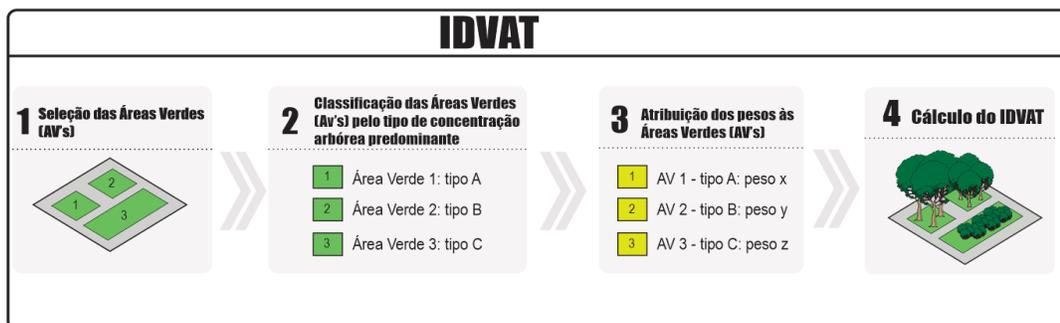 IDVAT
1 Seleção das Áreas Verdes
(AV's)
1
2
3
2 Classificação das Áreas Verdes
(Av's) pelo tipo de concentração
arbórea predominante
1 Área Verde 1: tipo A
2 Área Verde 2: tipo B
3 Área Verde 3: tipo C
3 Atribuição dos pesos às
Áreas Verdes (AV's)
1 AV 1 - tipo A: peso x
2 AV 2 - tipo B: peso y
3 AV 3 - tipo C: peso z
4 Cálculo do IDVAT